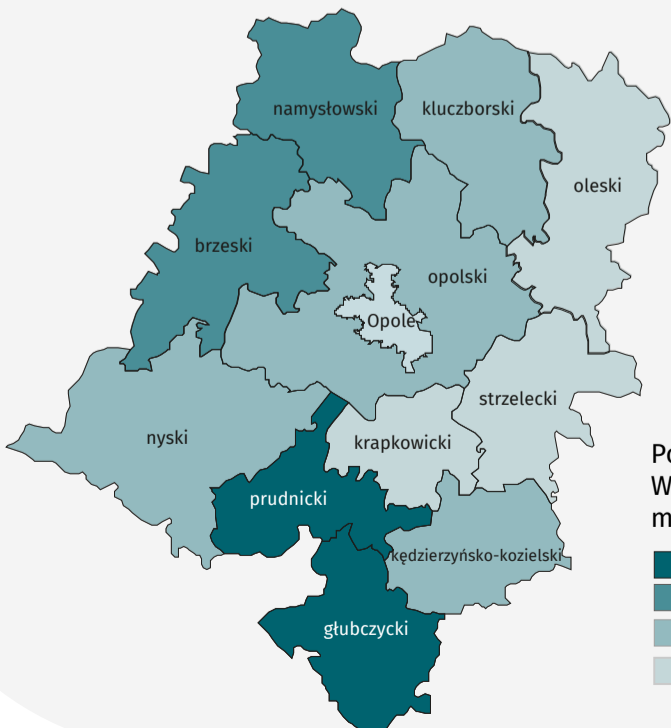 namysłowski
kluczborski
oleski
brzeski
opolski
Opole
strzelecki
nyski
krapkowicki
prudnicki
kędzierzyńsko-kozielski
głubczycki